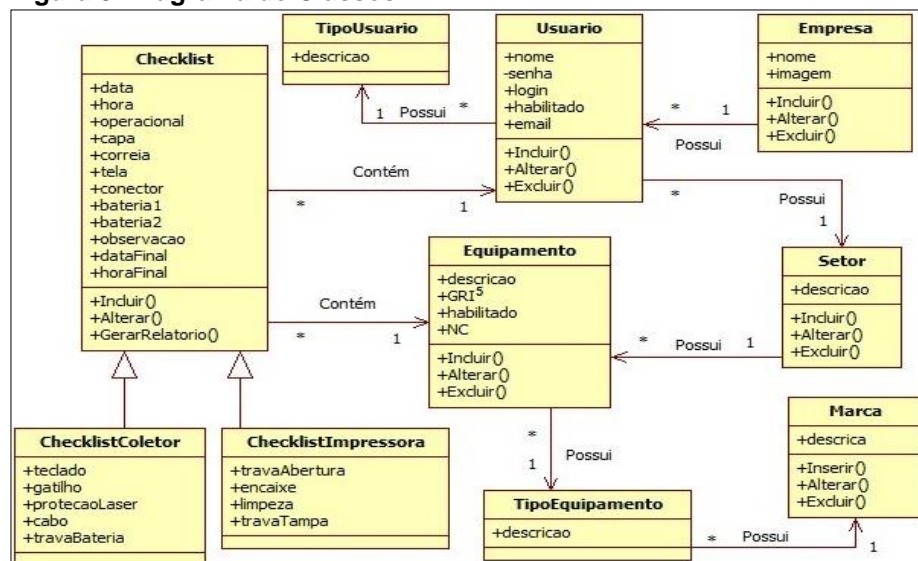 TipoUsuario
+descricao
Usuario
+nome
-senha
+login
+habilitado
+email
+Incluir()
+Alterar()
+Excluir()
Empresa
+nome
+imagem
+Incluir()
+Alterar()
+Excluir()
Checklist
+data
+hora
+operacional
+capa
+correia
+tela
+conector
+bateria1
+bateria2
+observacao
+dataFinal
+horaFinal
+Incluir()
+Alterar()
+GerarRelatorio()
1 Possui *
* 1
Possui
Contém
* 1
* Possui
1
Equipamento
+descricao
+GRI5
+habilitado
+NC
+Incluir()
+Alterar()
+Excluir()
Setor
+descricao
+Incluir()
+Alterar()
+Excluir()
Contém
* 1
* Possui 1
ChecklistColetor
+teclado
+gatilho
+protecaoLaser
+cabo
+travaBateria
ChecklistImpressora
+travaAbertura
+encaixe
+limpeza
+travaTampa
*
1 Possui
Marca
+descrica
+Inserir()
+Alterar()
+Excluir()
TipoEquipamento
+descricao
* Possui 1